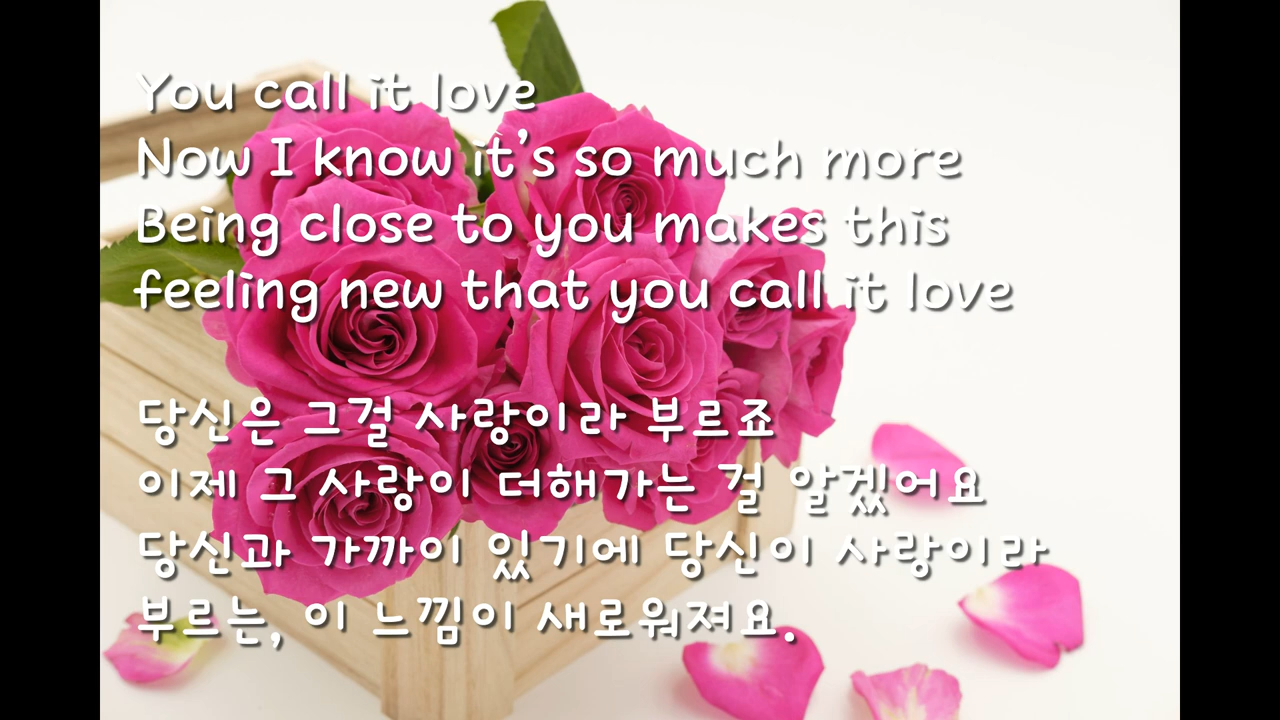 You call it love
Now I know it's so much more
Being close to you makes this
feeling new that you call it love
당신은 그걸 사랑이라 부르죠
이제 그 사랑이 더해가는 걸 알겠어요
당신과 가까이 있기에 당신이 사랑이라
부르는, 이 느낌이 새로워져요.